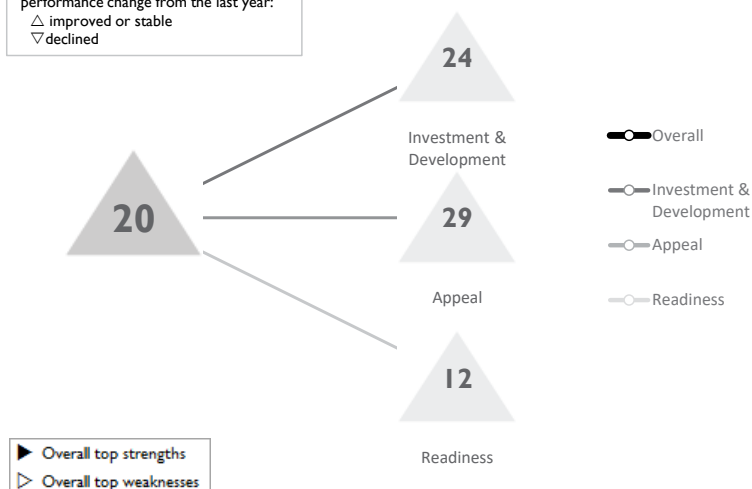 performance change from the last year:
△ improved or stable
▽ declined
24
Investment &
Development
20
29
Appeal
12
Readiness
Overall
Investment &
Development
Appeal
Readiness
▶ Overall top strengths
▷ Overall top weaknesses